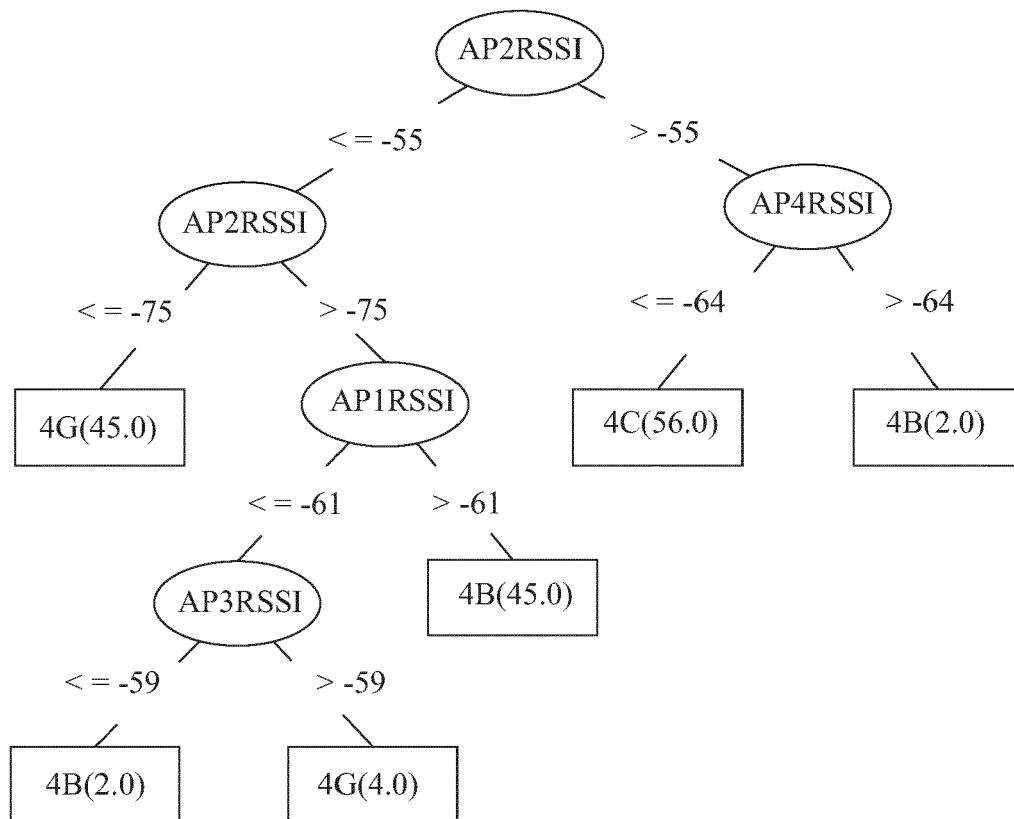 AP2RSSI
< = -55
> -55
AP2RSSI
AP4RSSI
< = -75
> -75
< = -64
> -64
4G(45.0)
AP1RSSI
4C(56.0)
4B(2.0)
< = -61
> -61
AP3RSSI
4B(45.0)
< = -59
> -59
4B(2.0)
4G(4.0)